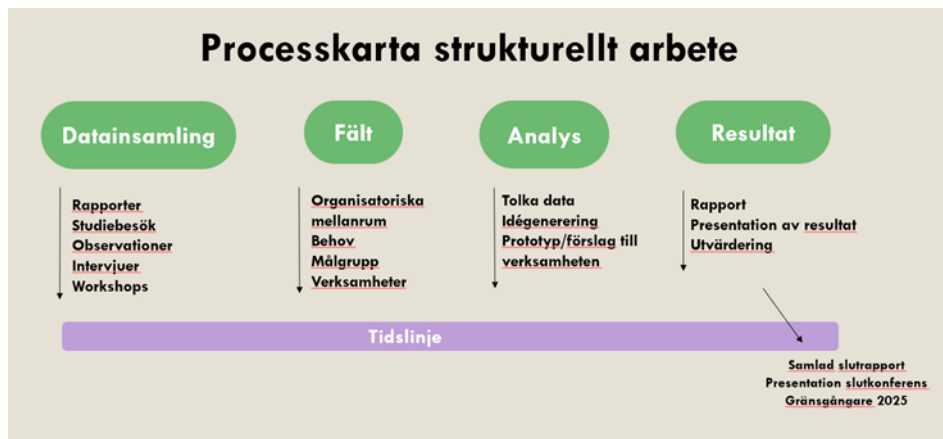 Processkarta strukturellt arbete
Datainsamling
Rapporter
Studiebesök
Observationer
Intervjuer
Workshops
Fält
Organisatoriska
mellanrum
Behov
Målgrupp
Verksamheter
Analys
Tolka data
Idégenerering
Prototyp/förslag till
verksamheten
Resultat
Rapport
Presentation av resultat
Utvärdering
Tidslinje
Samlad slutrapport
Presentation slutkonferens
Gränsgångare 2025